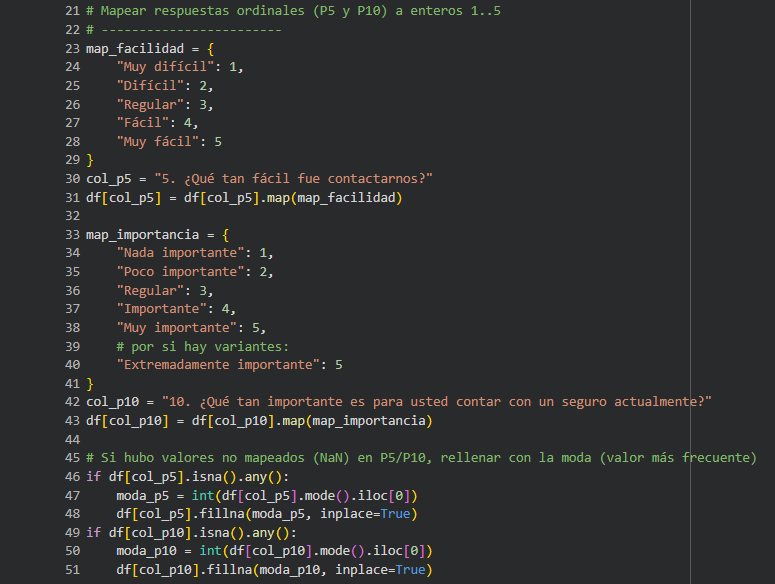 21 # Mapear respuestas ordinales (P5 y P10) a enteros 1..5
22 # ------------------------
23 map_facilidad = {
24     "Muy difícil": 1,
25     "Difícil": 2,
26     "Regular": 3,
27     "Fácil": 4,
28     "Muy fácil": 5
29 }
30 col_p5 = "5. ¿Qué tan fácil fue contactarnos?"
31 df[col_p5] = df[col_p5].map(map_facilidad)
32
33 map_importancia = {
34     "Nada importante": 1,
35     "Poco importante": 2,
36     "Regular": 3,
37     "Importante": 4,
38     "Muy importante": 5,
39     # por si hay variantes:
40     "Extremadamente importante": 5
41 }
42 col_p10 = "10. ¿Qué tan importante es para usted contar con un seguro actualmente?"
43 df[col_p10] = df[col_p10].map(map_importancia)
44
45 # Si hubo valores no mapeados (NaN) en P5/P10, rellenar con la moda (valor más frecuente)
46 if df[col_p5].isna().any():
47     moda_p5 = int(df[col_p5].mode().iloc[0])
48     df[col_p5].fillna(moda_p5, inplace=True)
49 if df[col_p10].isna().any():
50     moda_p10 = int(df[col_p10].mode().iloc[0])
51     df[col_p10].fillna(moda_p10, inplace=True)